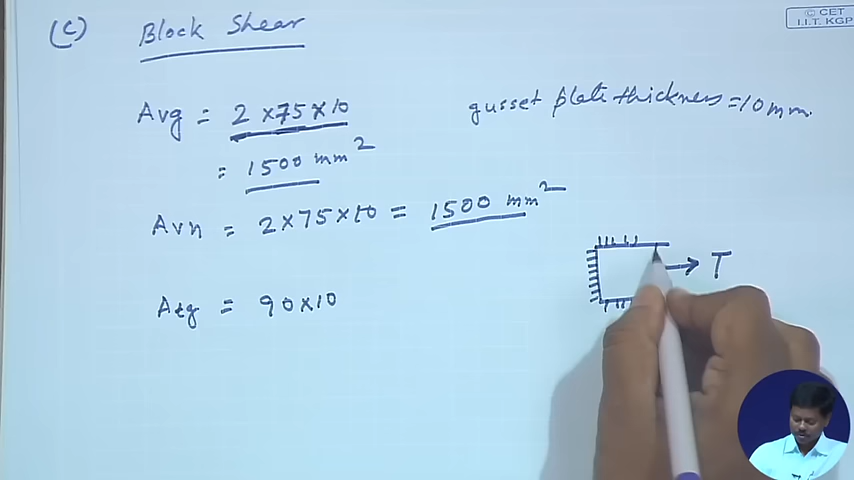 © CET
I.I.T. KGP
(c) Block Shear
Avg = 2 × 75 × 10
gusset plate thickness = 10 mm.
= 1500 mm²
Avn = 2 × 75 × 10 = 1500 mm²
T
Atg = 90 × 10